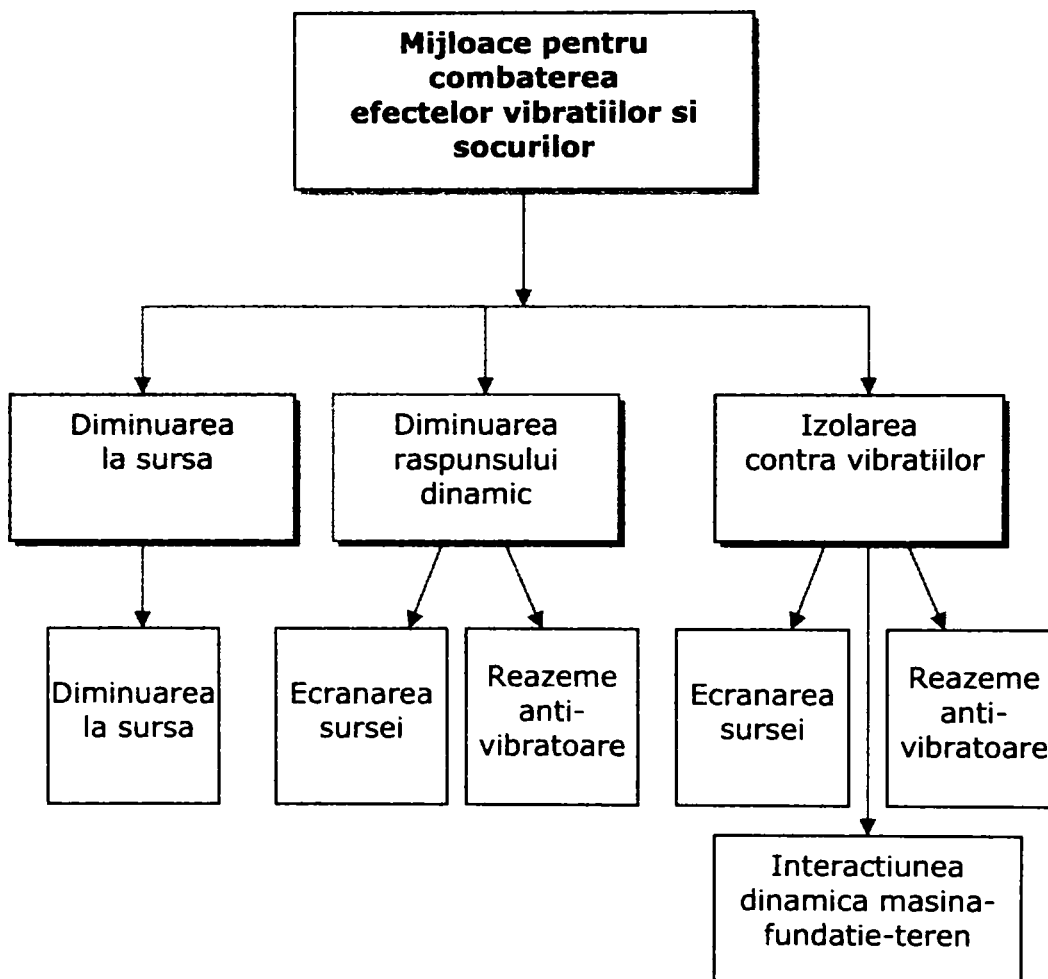 Mijloace pentru
combaterea
efectelor vibratiilor si
socurilor
Diminuarea
la sursa
Diminuarea
raspunsului
dinamic
Izolarea
contra vibratiilor
Diminuarea
la sursa
Ecranarea
sursei
Reazeme
anti-
vibratoare
Ecranarea
sursei
Reazeme
anti-
vibratoare
Interactiunea
dinamica masina-
fundatie-teren